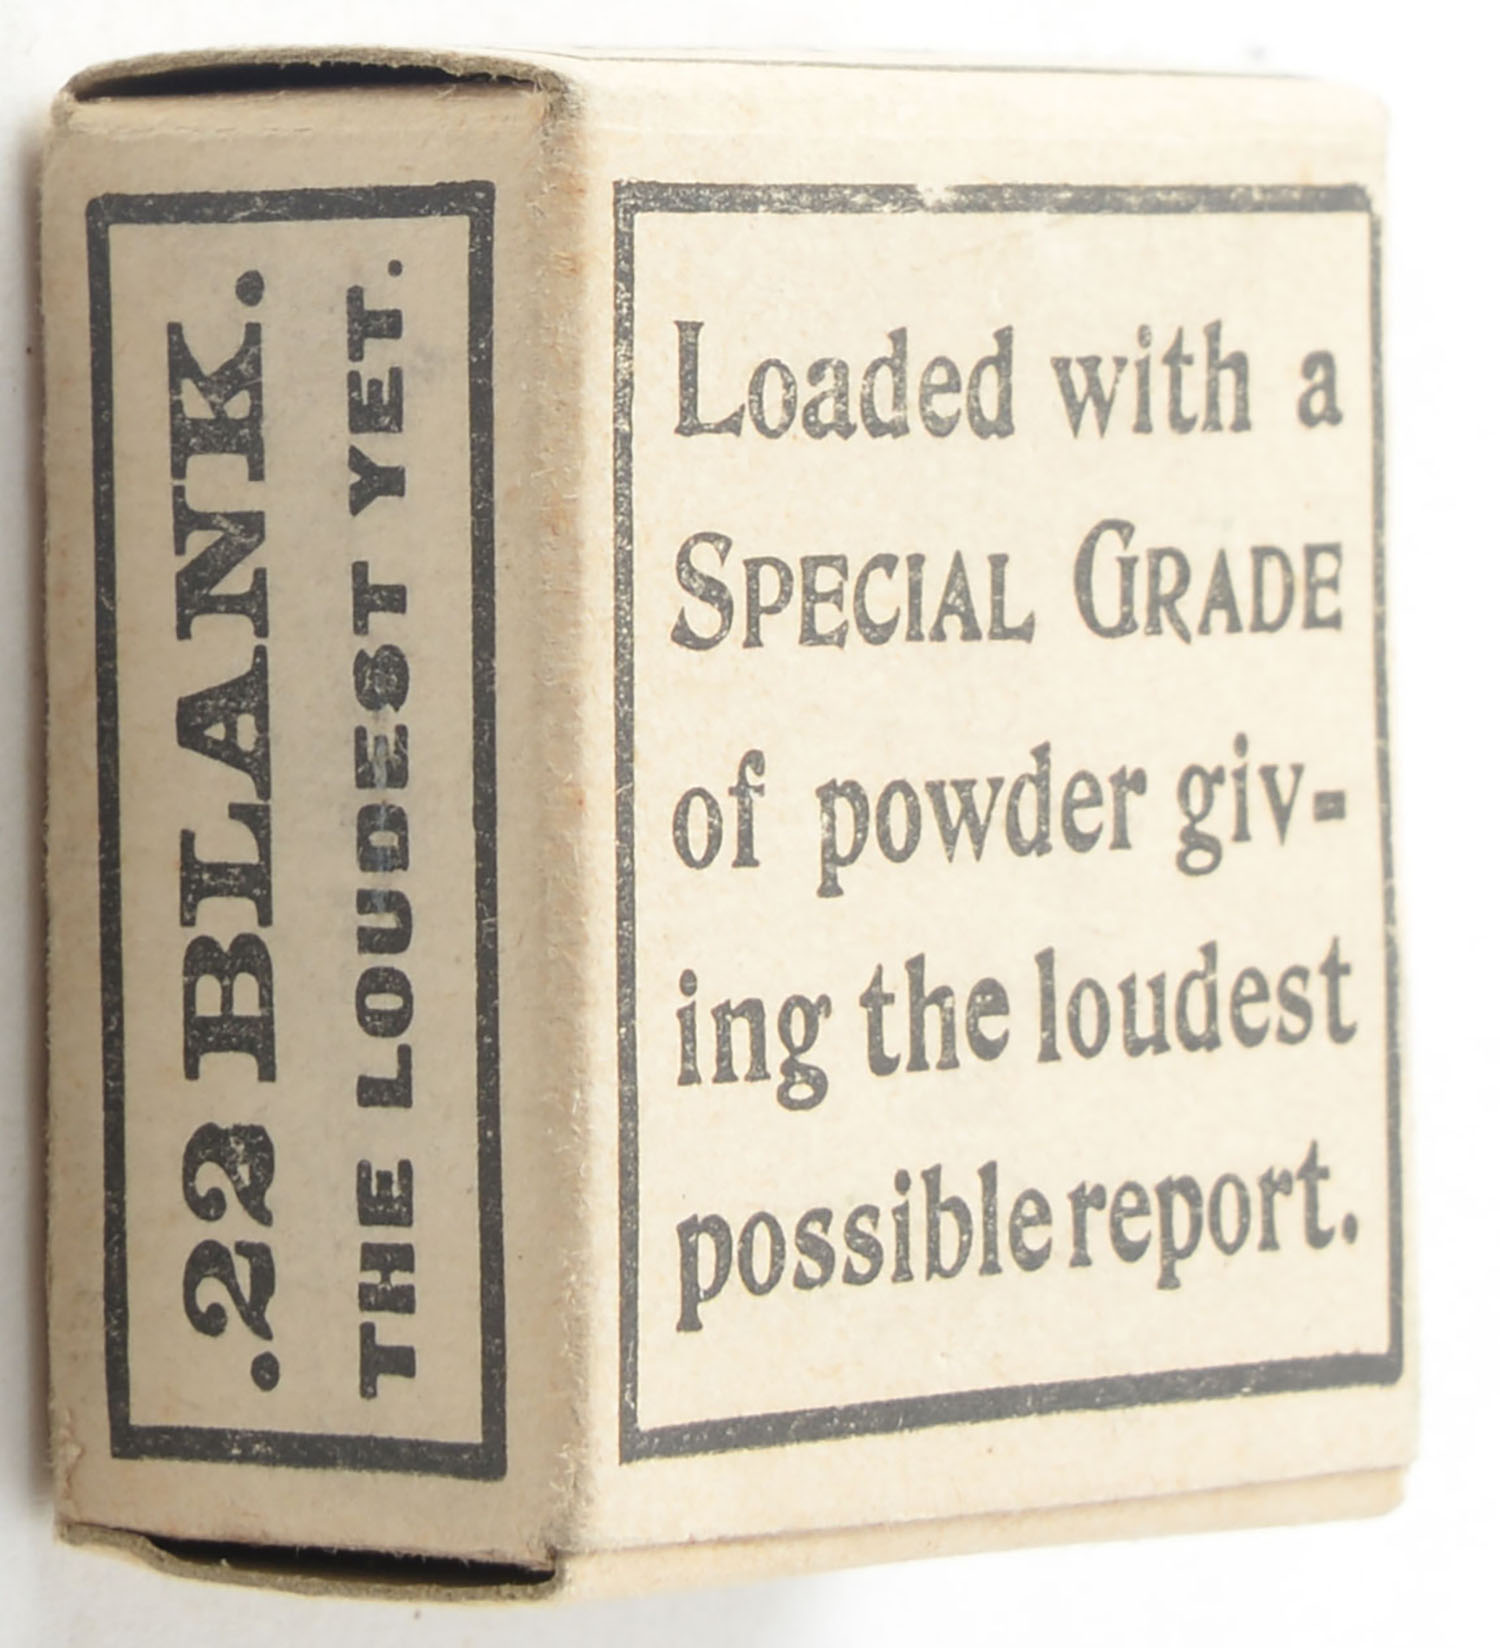 .22 BLANK.
THE LOUDEST YET.
Loaded with a
SPECIAL GRADE
of powder giv-
ing the loudest
possible report.